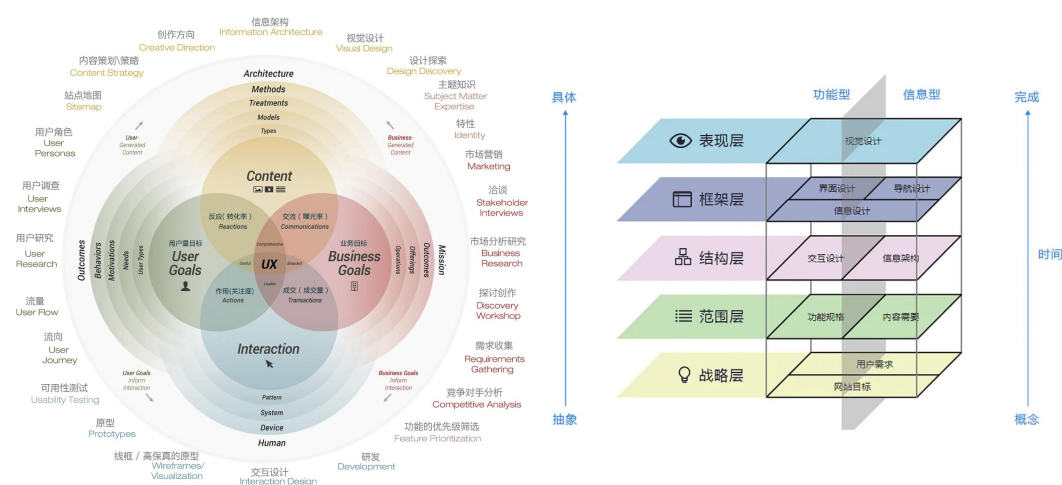 信息架构
Information Architecture
创作方向
Creative Direction
视觉设计
Visual Design
内容策划\策略
Content Strategy
设计探索
Design Discovery
站点地图
Sitemap
主题知识
Subject Matter
Expertise
用户角色
User
Personas
特性
Identity
用户调查
User
Interviews
市场营销
Marketing
用户研究
User
Research
洽谈
Stakeholder
Interviews
流量
User Flow
市场分析研究
Business
Research
流向
User
Journey
探讨创作
Discovery
Workshop
可用性测试
Usability Testing
需求收集
Requirements
Gathering
原型
Prototypes
竞争对手分析
Competitive Analysis
线框 / 高保真的原型
Wireframes/
Visualization
功能的优先级筛选
Feature Prioritization
交互设计
Interaction Design
研发
Development
Architecture
Methods
Treatments
Models
Types
User-
Generated
Content
Business-
Generated
Content
Content
反应( 转化率 )
Reactions
交流 ( 曝光率 )
Communications
Outcomes
Behaviors
Motivations
Needs
User Types
用户量目标
User
Goals
Comprehensive
Useful
UX
Branded
Usable
业务目标
Business
Goals
Operations
Offerings
Outcomes
Mission
作用(关注度)
Actions
成交 ( 成交量 )
Transactions
Interaction
User Goals
Inform
Interaction
Business Goals
Inform
Interaction
Pattern
System
Device
Human
具体
抽象
功能型
信息型
完成
时间
概念
表现层
视觉设计
框架层
界面设计
导航设计
信息设计
结构层
交互设计
信息架构
范围层
功能规格
内容需要
战略层
用户需求
网站目标